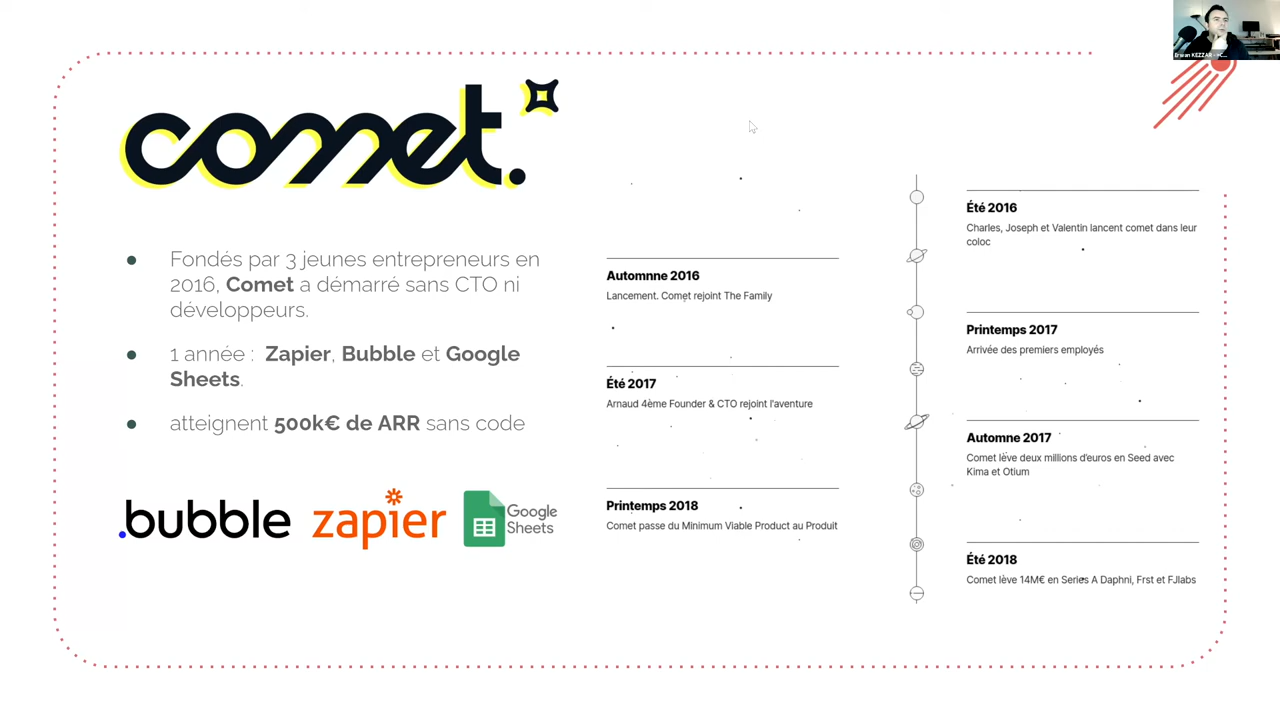 comet.
Fondés par 3 jeunes entrepreneurs en
2016, Comet a démarré sans CTO ni
développeurs.
1 année : Zapier, Bubble et Google
Sheets.
atteignent 500k€ de ARR sans code
.bubble
zapier
Google
Sheets
Été 2016
Charles, Joseph et Valentin lancent comet dans leur
coloc
Automnne 2016
Lancement. Comet rejoint The Family
Printemps 2017
Arrivée des premiers employés
Été 2017
Arnaud 4ème Founder & CTO rejoint l'aventure
Automne 2017
Comet lève deux millions d'euros en Seed avec
Kima et Otium
Printemps 2018
Comet passe du Minimum Viable Product au Produit
Été 2018
Comet lève 14M€ en Series A Daphni, Frst et FJlabs
Erwan KEZZAR